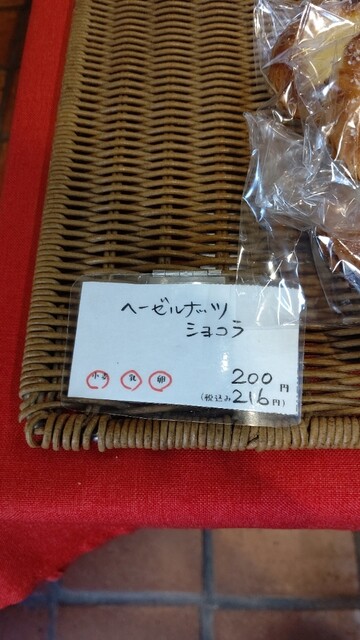 ヘーゼルナッツ
ショコラ
小麦 乳 卵
200円
(税込み216円)